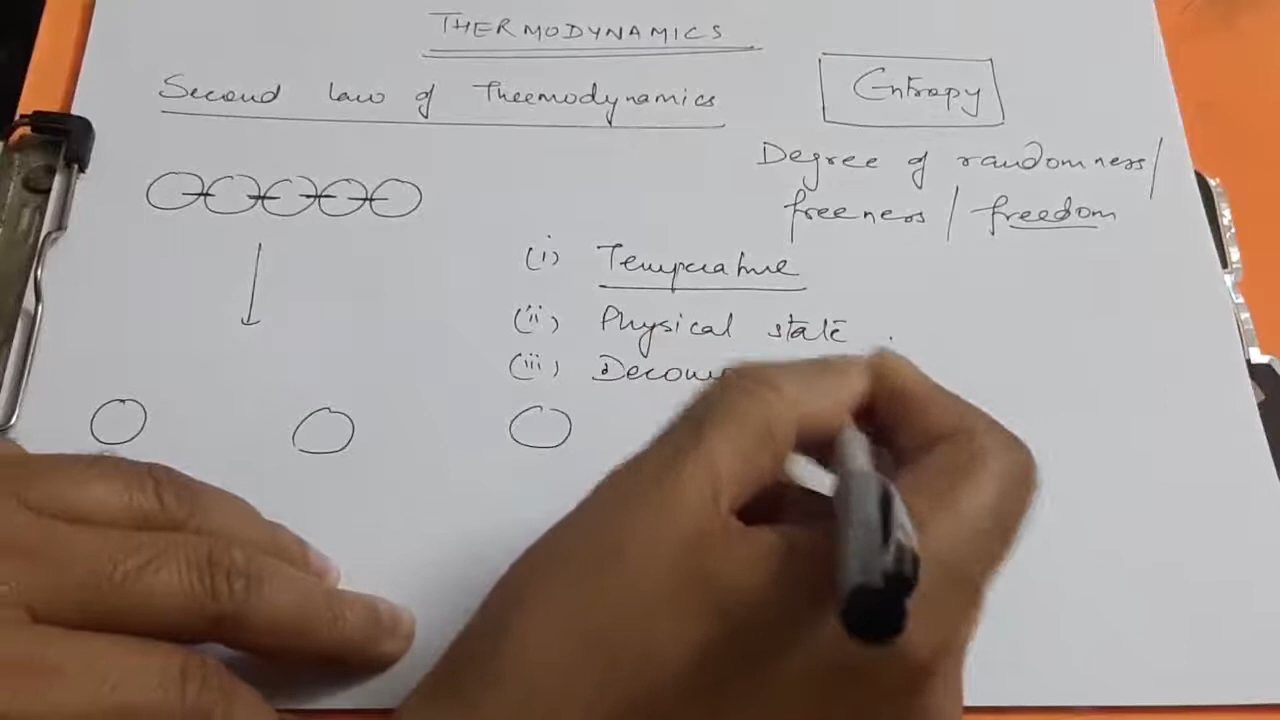 THERMODYNAMICS
Second law of Thermodynamics
Entropy
Degree of randomness/
freeness / freedom
(i) Temperature
(ii) Physical state
(iii)